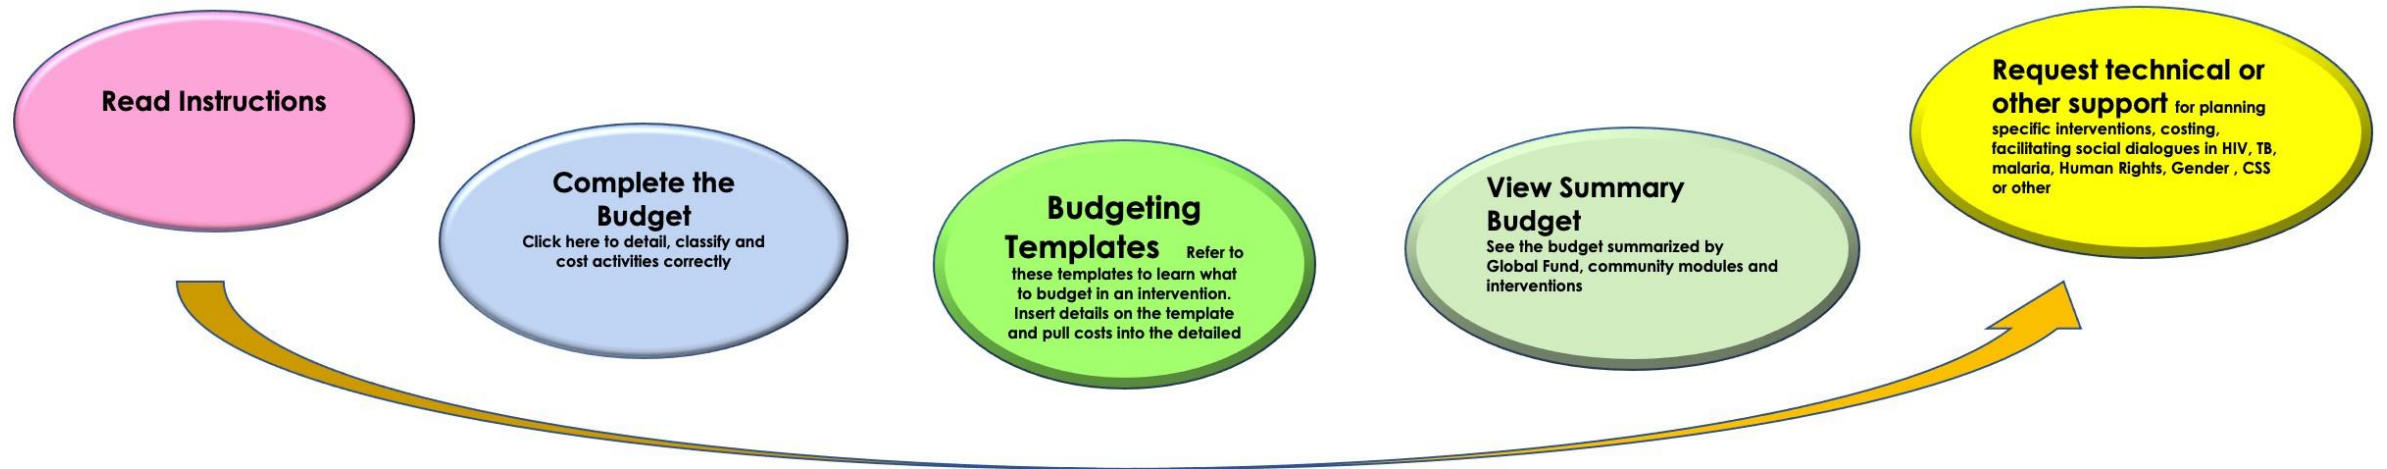 Read Instructions
Complete the
Budget
Click here to detail, classify and
cost activities correctly
Budgeting
Templates Refer to
these templates to learn what
to budget in an intervention.
Insert details on the template
and pull costs into the detailed
View Summary
Budget
See the budget summarized by
Global Fund, community modules and
interventions
Request technical or
other support for planning
specific interventions, costing,
facilitating social dialogues in HIV, TB,
malaria, Human Rights, Gender , CSS
or other